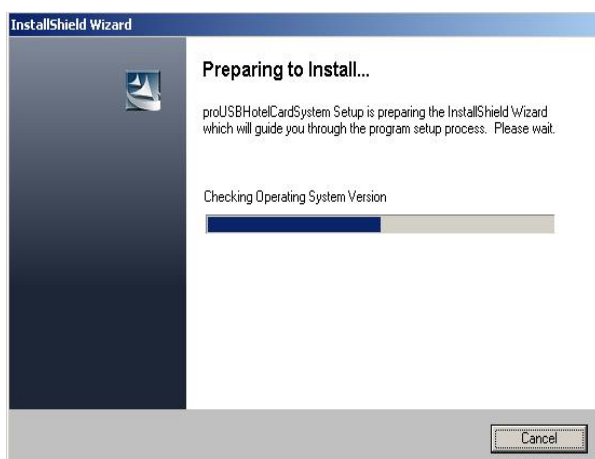 InstallShield Wizard
Preparing to Install...
proUSBHotelCardSystem Setup is preparing the InstallShield Wizard
which will guide you through the program setup process. Please wait.
Checking Operating System Version
Cancel